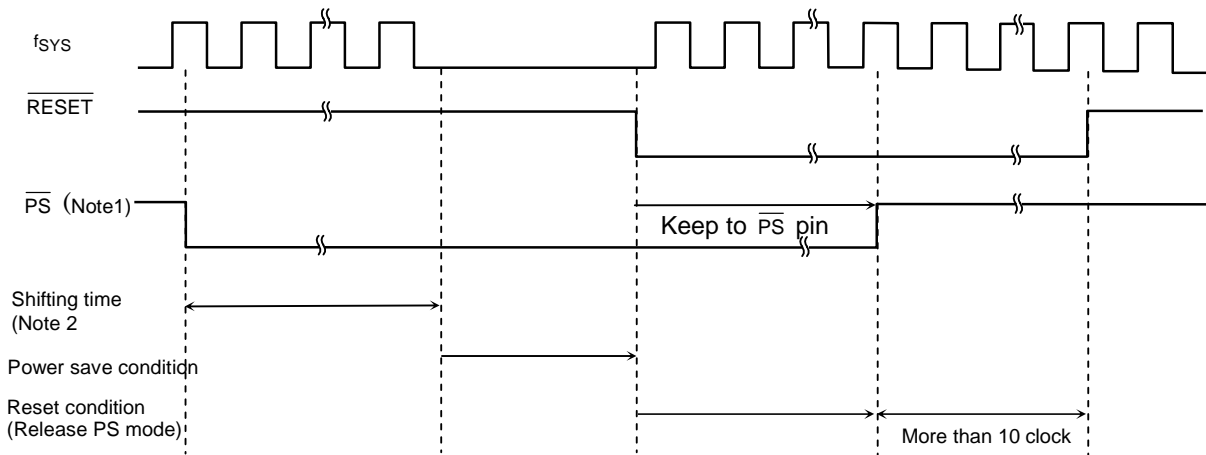 fSYS
RESET
PS (Note1)
Keep to PS pin
Shifting time
(Note 2
Power save condition
Reset condition
(Release PS mode)
More than 10 clock